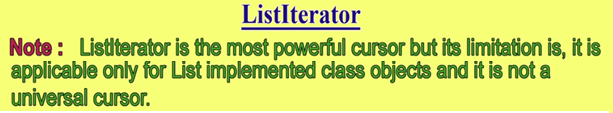 ListIterator
Note : ListIterator is the most powerful cursor but its limitation is, it is
applicable only for List implemented class objects and it is not a
universal cursor.